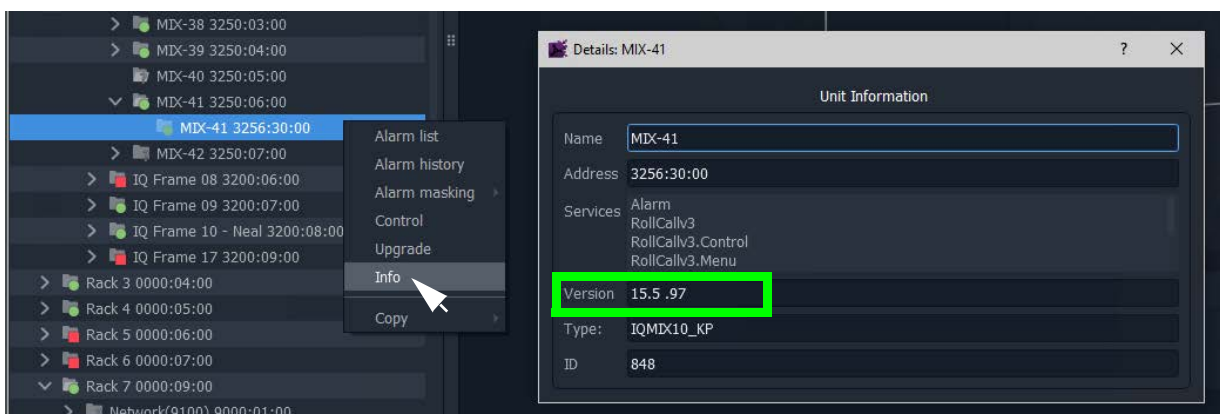 MIX-38 3250:03:00
MIX-39 3250:04:00
MIX-40 3250:05:00
MIX-41 3250:06:00
MIX-41 3256:30:00
MIX-42 3250:07:00
IQ Frame 08 3200:06:00
IQ Frame 09 3200:07:00
IQ Frame 10 - Neal 3200:08:00
IQ Frame 17 3200:09:00
Rack 3 0000:04:00
Rack 4 0000:05:00
Rack 5 0000:06:00
Rack 6 0000:07:00
Rack 7 0000:09:00
Network(9100) 9000:01:00
Alarm list
Alarm history
Alarm masking
Control
Upgrade
Info
Copy
Details: MIX-41 ?
Unit Information
Name MIX-41
Address 3256:30:00
Services Alarm
RollCallv3
RollCallv3.Control
RollCallv3.Menu
Version 15.5 .97
Type: IQMIX10_KP
ID 848